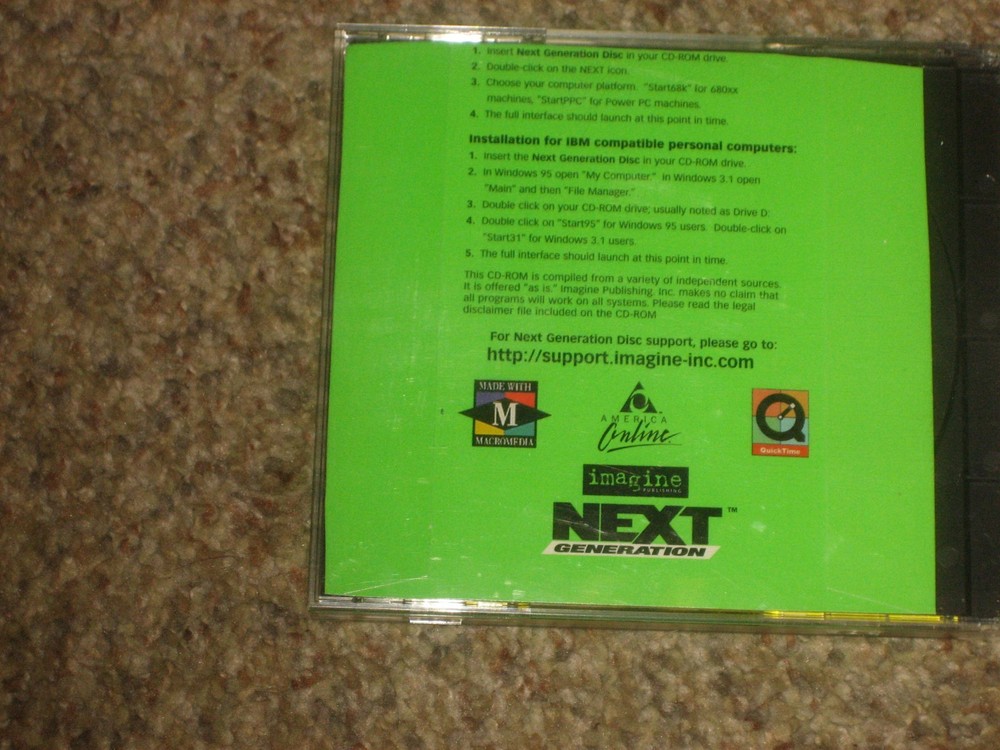 1. Insert Next Generation Disc in your CD-ROM drive.
2. Double-click on the NEXT icon.
3. Choose your computer platform. "Start68k" for 680xx
machines, "StartPPC" for Power PC machines.
4. The full interface should launch at this point in time.
Installation for IBM compatible personal computers:
1. Insert the Next Generation Disc in your CD-ROM drive.
2. In Windows 95 open "My Computer." in Windows 3.1 open
"Main" and then "File Manager."
3. Double click on your CD-ROM drive; usually noted as Drive D:
4. Double click on "Start95" for Windows 95 users. Double-click on
"Start31" for Windows 3.1 users.
5. The full interface should launch at this point in time.
This CD-ROM is compiled from a variety of independent sources.
It is offered "as is." Imagine Publishing, Inc. makes no claim that
all programs will work on all systems. Please read the legal
disclaimer file included on the CD-ROM
For Next Generation Disc support, please go to:
http://support.imagine-inc.com
MADE WITH
M
MACROMEDIA
AMERICA
Online
QuickTime
imagine
PUBLISHING
NEXT™
GENERATION